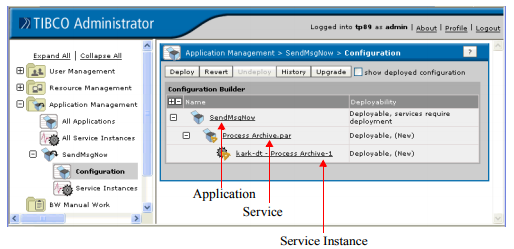 TIBCO Administrator
Logged into tp89 as admin | About | Profile | Logout
Expand All | Collapse All
User Management
Resource Management
Application Management
All Applications
All Service Instances
SendMsgNow
Configuration
Service Instances
BW Manual Work
Application Management > SendMsgNow > Configuration
?
Deploy Revert Undeploy History Upgrade show deployed configuration
Configuration Builder
Name Deployability
SendMsgNow Deployable, services require deployment
Process Archive.par Deployable, (New)
kark-dt - Process Archive-1 Deployable, (New)
Application
Service
Service Instance